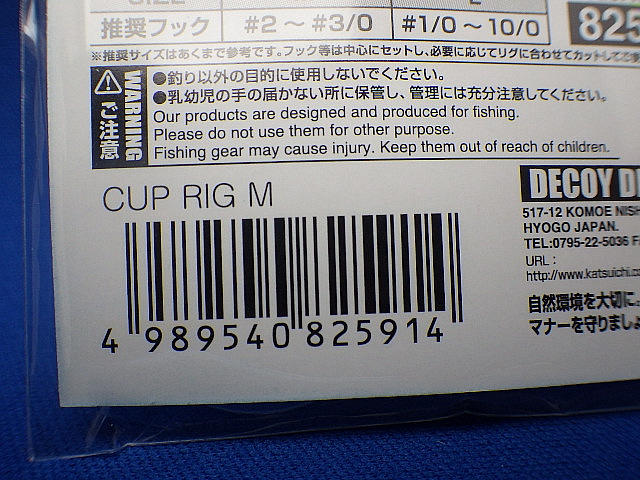 推奨フック #2～#3/0 #1/0～10/0
825
※推奨サイズはあくまで参考です。フック等は中心にセットし、必要に応じてリグに合わせてカットしてご
WARNING
ご注意
●釣り以外の目的に使用しないでください。
●乳幼児の手の届かない所に保管し、管理には充分注意してください。
Our products are designed and produced for fishing.
Please do not use them for other purpose.
Fishing gear may cause injury. Keep them out of reach of children.
CUP RIG M
4 989540 825914
DECOY
517-12 KOMOE NISH
HYOGO JAPAN.
TEL:0795-22-5036
URL :
http://www.katsuichi.co
自然環境を大切に
マナーを守りましょ